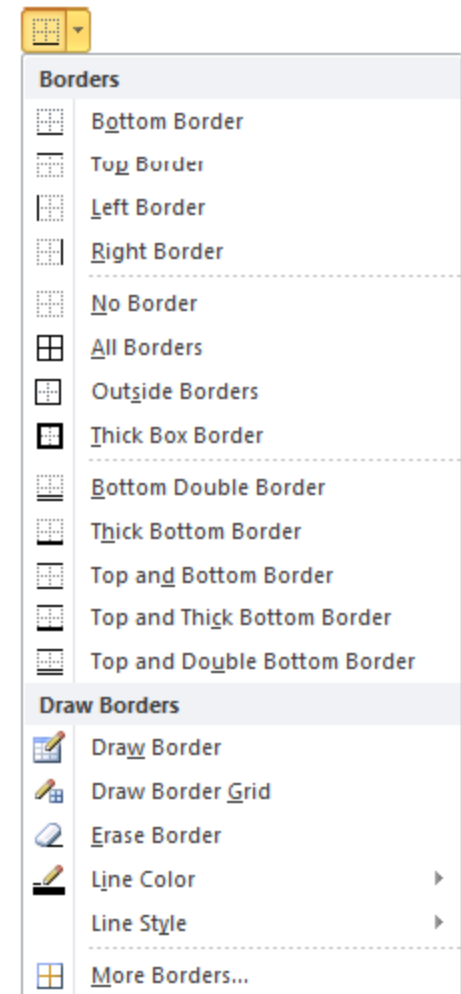 Borders
Bottom Border
Top Border
Left Border
Right Border
No Border
All Borders
Outside Borders
Thick Box Border
Bottom Double Border
Thick Bottom Border
Top and Bottom Border
Top and Thick Bottom Border
Top and Double Bottom Border
Draw Borders
Draw Border
Draw Border Grid
Erase Border
Line Color
Line Style
More Borders...